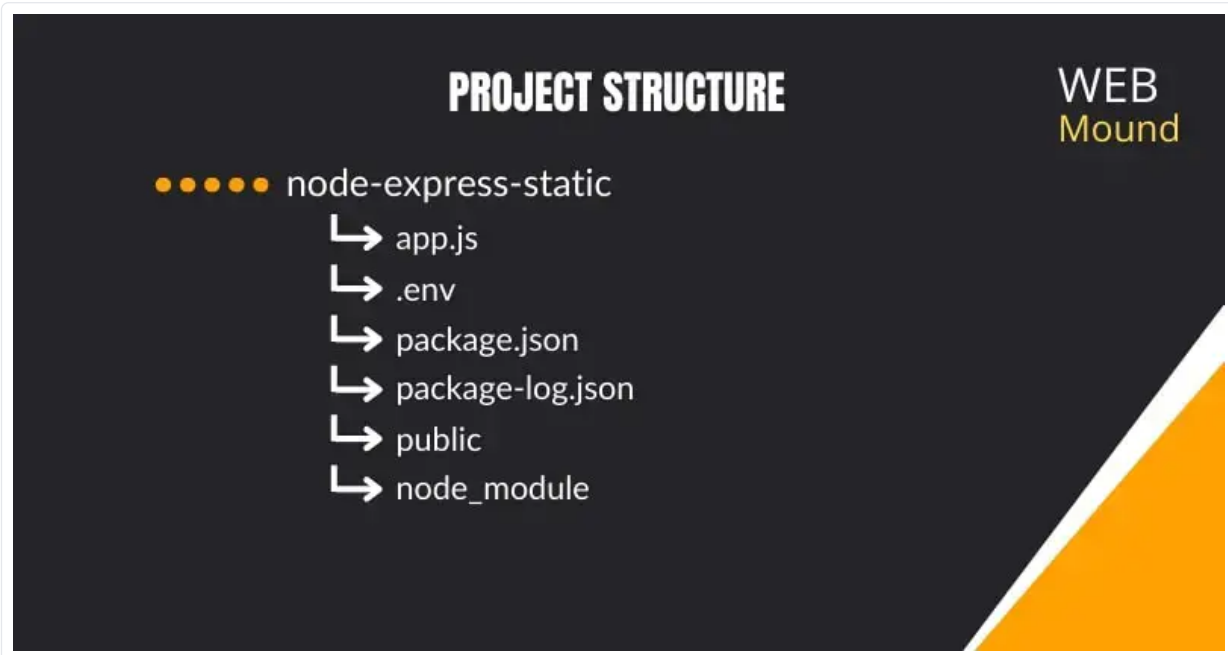 PROJECT STRUCTURE
WEB
Mound
node-express-static
app.js
.env
package.json
package-log.json
public
node_module